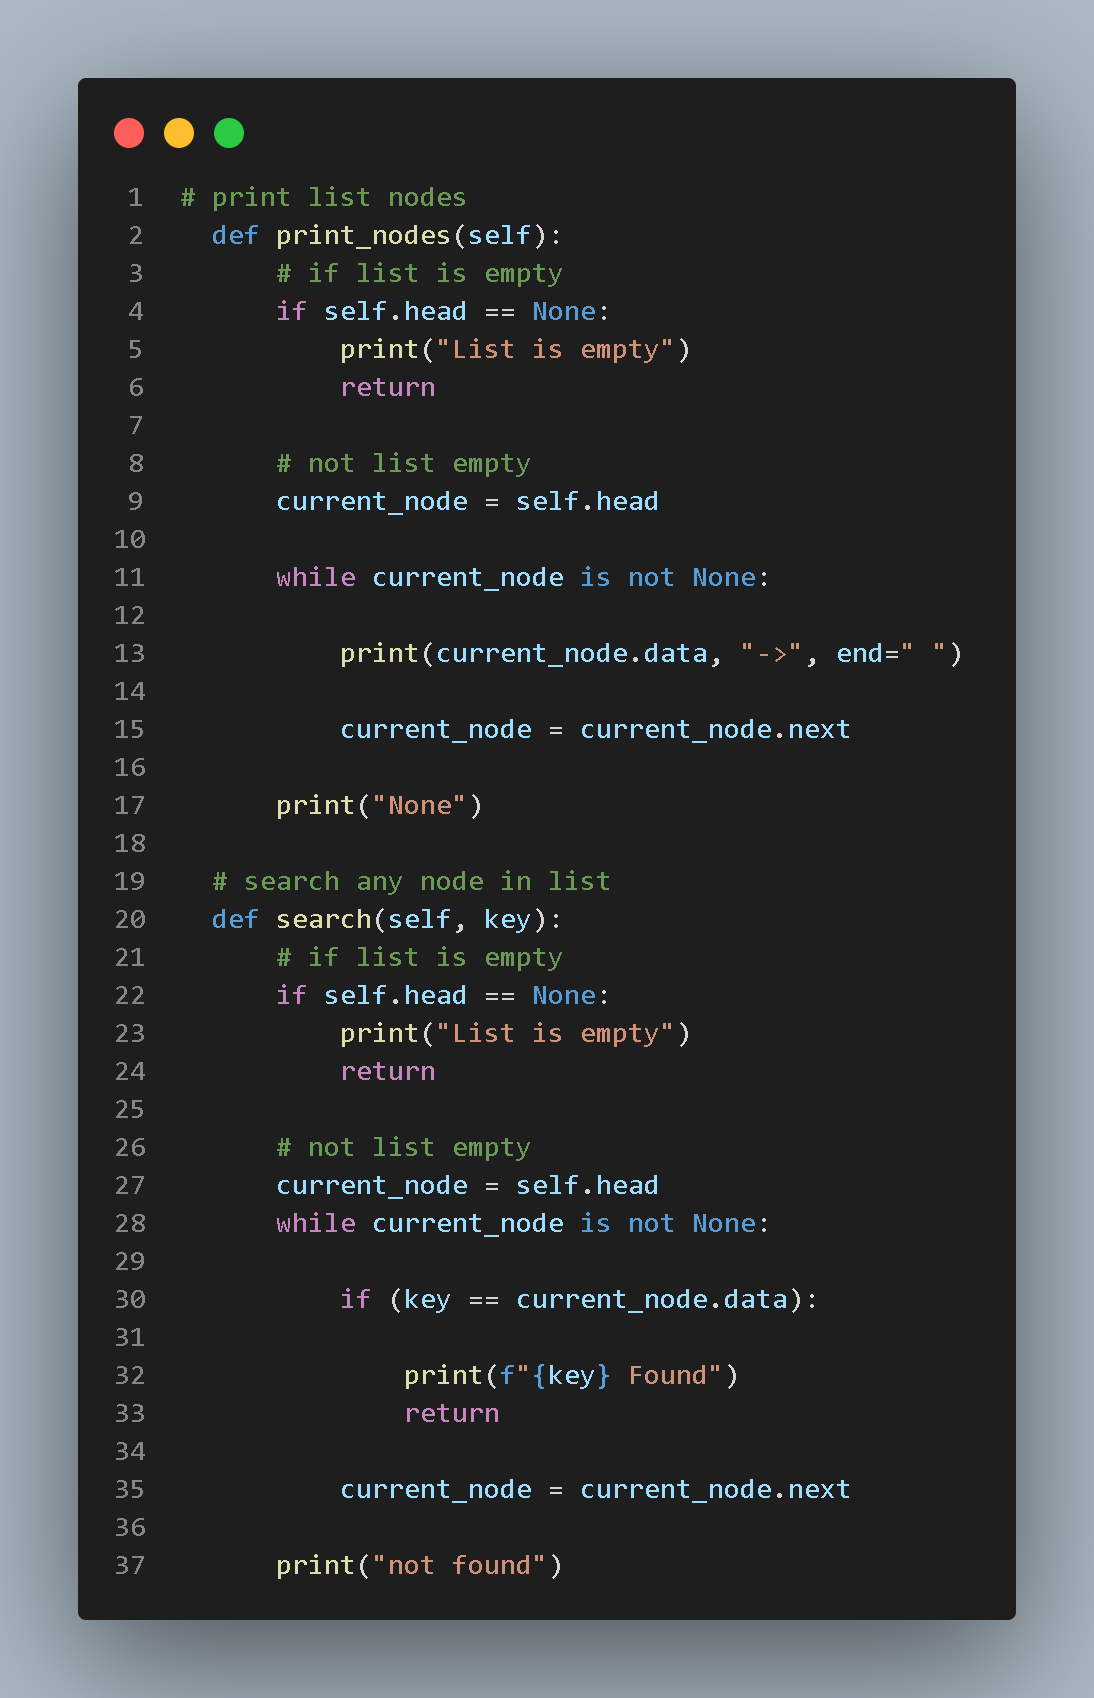 1 # print list nodes
2   def print_nodes(self):
3       # if list is empty
4       if self.head == None:
5           print("List is empty")
6           return
7
8       # not list empty
9       current_node = self.head
10
11      while current_node is not None:
12
13          print(current_node.data, "->", end=" ")
14
15          current_node = current_node.next
16
17      print("None")
18
19  # search any node in list
20  def search(self, key):
21      # if list is empty
22      if self.head == None:
23          print("List is empty")
24          return
25
26      # not list empty
27      current_node = self.head
28      while current_node is not None:
29
30          if (key == current_node.data):
31
32              print(f"{key} Found")
33              return
34
35          current_node = current_node.next
36
37      print("not found")